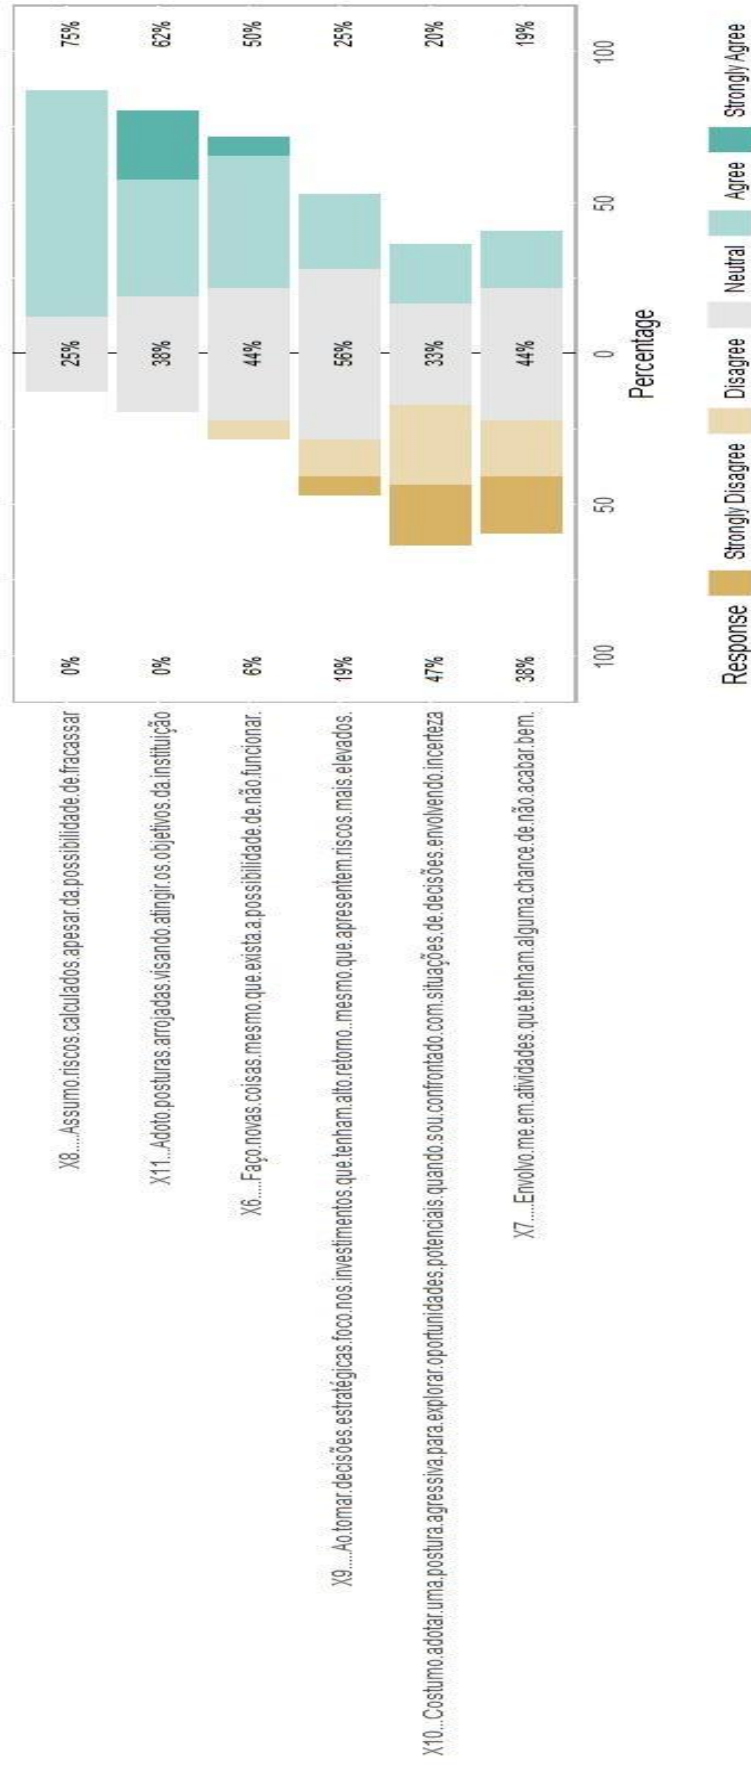 X8....Assumo.riscos.calculados.apesar.da.possibilidade.de.fracassar 0% 25% 75%
X11...Adoto.posturas.arrojadas.visando.atingir.os.objetivos.da.instituição 0% 38% 62%
X6....Faço.novas.coisas.mesmo.que.exista.a.possibilidade.de.não.funcionar. 6% 44% 50%
X9....Ao.tomar.decisões.estratégicas.foco.nos.investimentos.que.tenham.alto.retorno..mesmo.que.apresentem.riscos.mais.elevados. 19% 56% 25%
X10...Costumo.adotar.uma.postura.agressiva.para.explorar.oportunidades.potenciais.quando.sou.confrontado.com.situações.de.decisões.envolvendo.incerteza 47% 33% 20%
X7....Envolvo.me.em.atividades.que.tenham.alguma.chance.de.não.acabar.bem. 38% 44% 19%
100 50 0 50 100
Percentage
Response Strongly Disagree Disagree Neutral Agree Strongly Agree